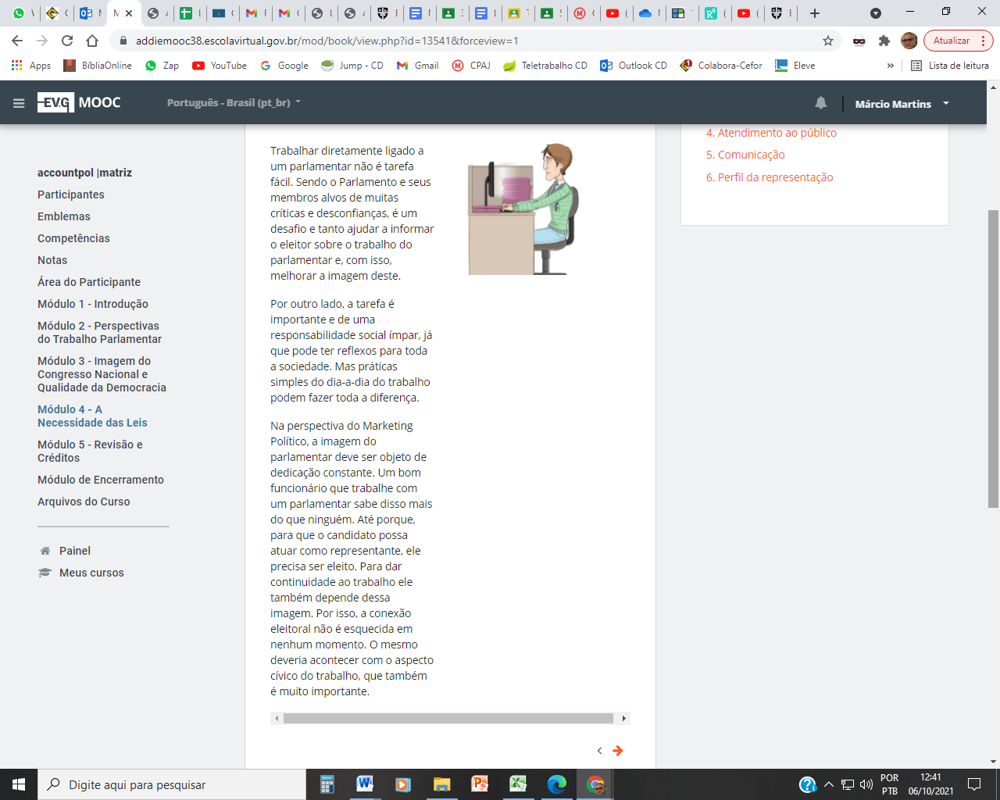 addiemooc38.escolavirtual.gov.br/mod/book/view.php?id=13541&forceview=1
Atualizar
Apps
BíbliaOnline
Zap
YouTube
Google
Jump - CD
Gmail
CPAJ
Teletrabalho CD
Outlook CD
Colabora-Cefor
Eleve
»
Lista de leitura
EV.G MOOC
Português - Brasil (pt_br)
Márcio Martins
accountpol |matriz
Participantes
Emblemas
Competências
Notas
Área do Participante
Módulo 1 - Introdução
Módulo 2 - Perspectivas
do Trabalho Parlamentar
Módulo 3 - Imagem do
Congresso Nacional e
Qualidade da Democracia
Módulo 4 - A
Necessidade das Leis
Módulo 5 - Revisão e
Créditos
Módulo de Encerramento
Arquivos do Curso
Painel
Meus cursos
Trabalhar diretamente ligado a
um parlamentar não é tarefa
fácil. Sendo o Parlamento e seus
membros alvos de muitas
críticas e desconfianças, é um
desafio e tanto ajudar a informar
o eleitor sobre o trabalho do
parlamentar e, com isso,
melhorar a imagem deste.
Por outro lado, a tarefa é
importante e de uma
responsabilidade social ímpar, já
que pode ter reflexos para toda
a sociedade. Mas práticas
simples do dia-a-dia do trabalho
podem fazer toda a diferença.
Na perspectiva do Marketing
Político, a imagem do
parlamentar deve ser objeto de
dedicação constante. Um bom
funcionário que trabalhe com
um parlamentar sabe disso mais
do que ninguém. Até porque,
para que o candidato possa
atuar como representante, ele
precisa ser eleito. Para dar
continuidade ao trabalho ele
também depende dessa
imagem. Por isso, a conexão
eleitoral não é esquecida em
nenhum momento. O mesmo
deveria acontecer com o aspecto
cívico do trabalho, que também
é muito importante.
4. Atendimento ao público
5. Comunicação
6. Perfil da representação
Digite aqui para pesquisar
POR
PTB
12:41
06/10/2021